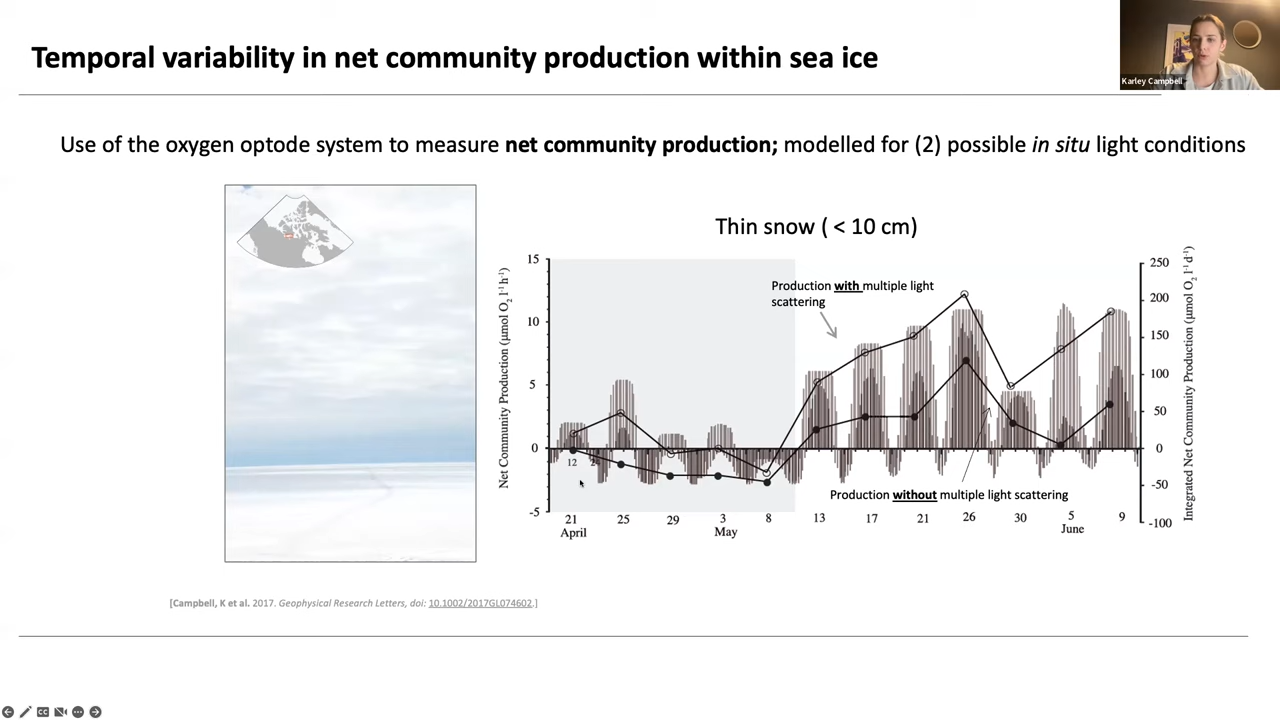 Temporal variability in net community production within sea ice
Karley Campbell
Use of the oxygen optode system to measure net community production; modelled for (2) possible in situ light conditions
Thin snow ( < 10 cm)
Net Community Production (µmol O2 l-1 h-1)
15
10
5
0
-5
Production with multiple light
scattering
12
24
Production without multiple light scattering
21
25
29
3
8
13
17
21
26
30
5
9
April
May
June
250
200
150
100
50
0
-50
-100
Integrated Net Community Production (µmol O2 l-1 d-1)
[Campbell, K et al. 2017. Geophysical Research Letters, doi: 10.1002/2017GL074602.]
CC